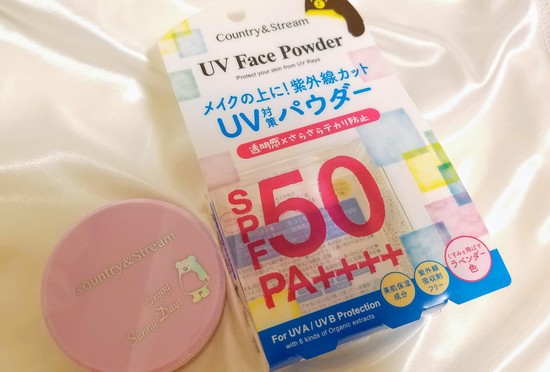 Country&Stream
UV Face Powder
Protect your skin from UV Rays
メイクの上に!紫外線カット
UV対策パウダー
透明感×さらさらテカリ防止
SPF50
PA++++
美肌保湿
成分
紫外線
吸収剤
フリー
くすみを飛ばす
ラベンダー
色
For UVA / UVB Protection
with 6 kinds of Organic extracts
Country&Stream
Enjoy
Sunny Days